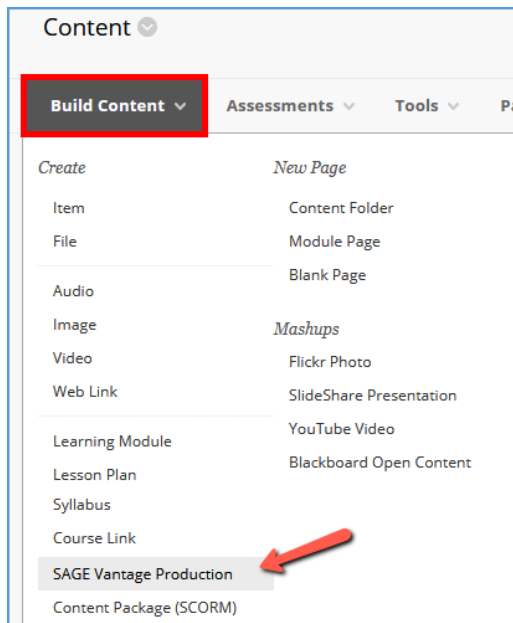 Content
Build Content Assessments Tools
Create
Item
File
Audio
Image
Video
Web Link
Learning Module
Lesson Plan
Syllabus
Course Link
SAGE Vantage Production
Content Package (SCORM)
New Page
Content Folder
Module Page
Blank Page
Mashups
Flickr Photo
SlideShare Presentation
YouTube Video
Blackboard Open Content